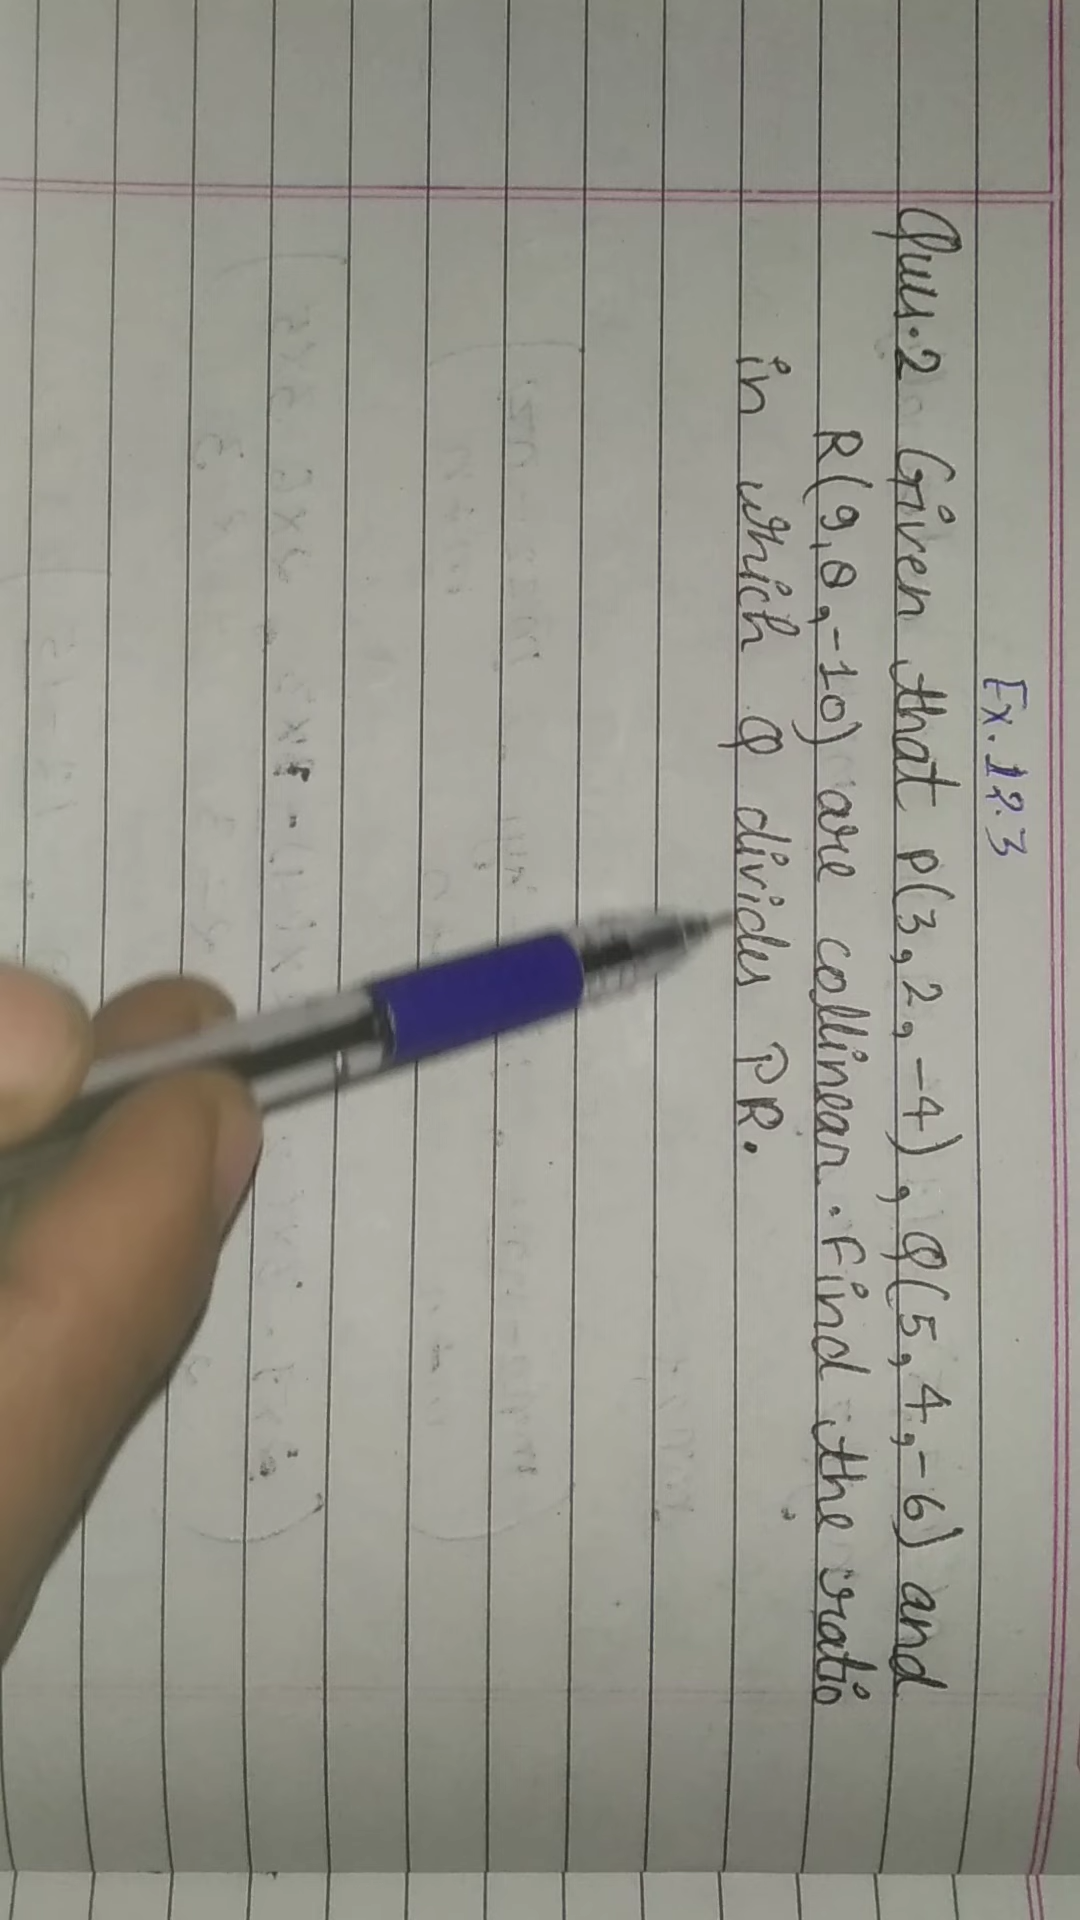 Ex. 12.3
Ques.2 Given that P(3,2,-4), Q(5,4,-6) and
R(9,8,-10) are collinear. Find the ratio
in which Q divides PR.